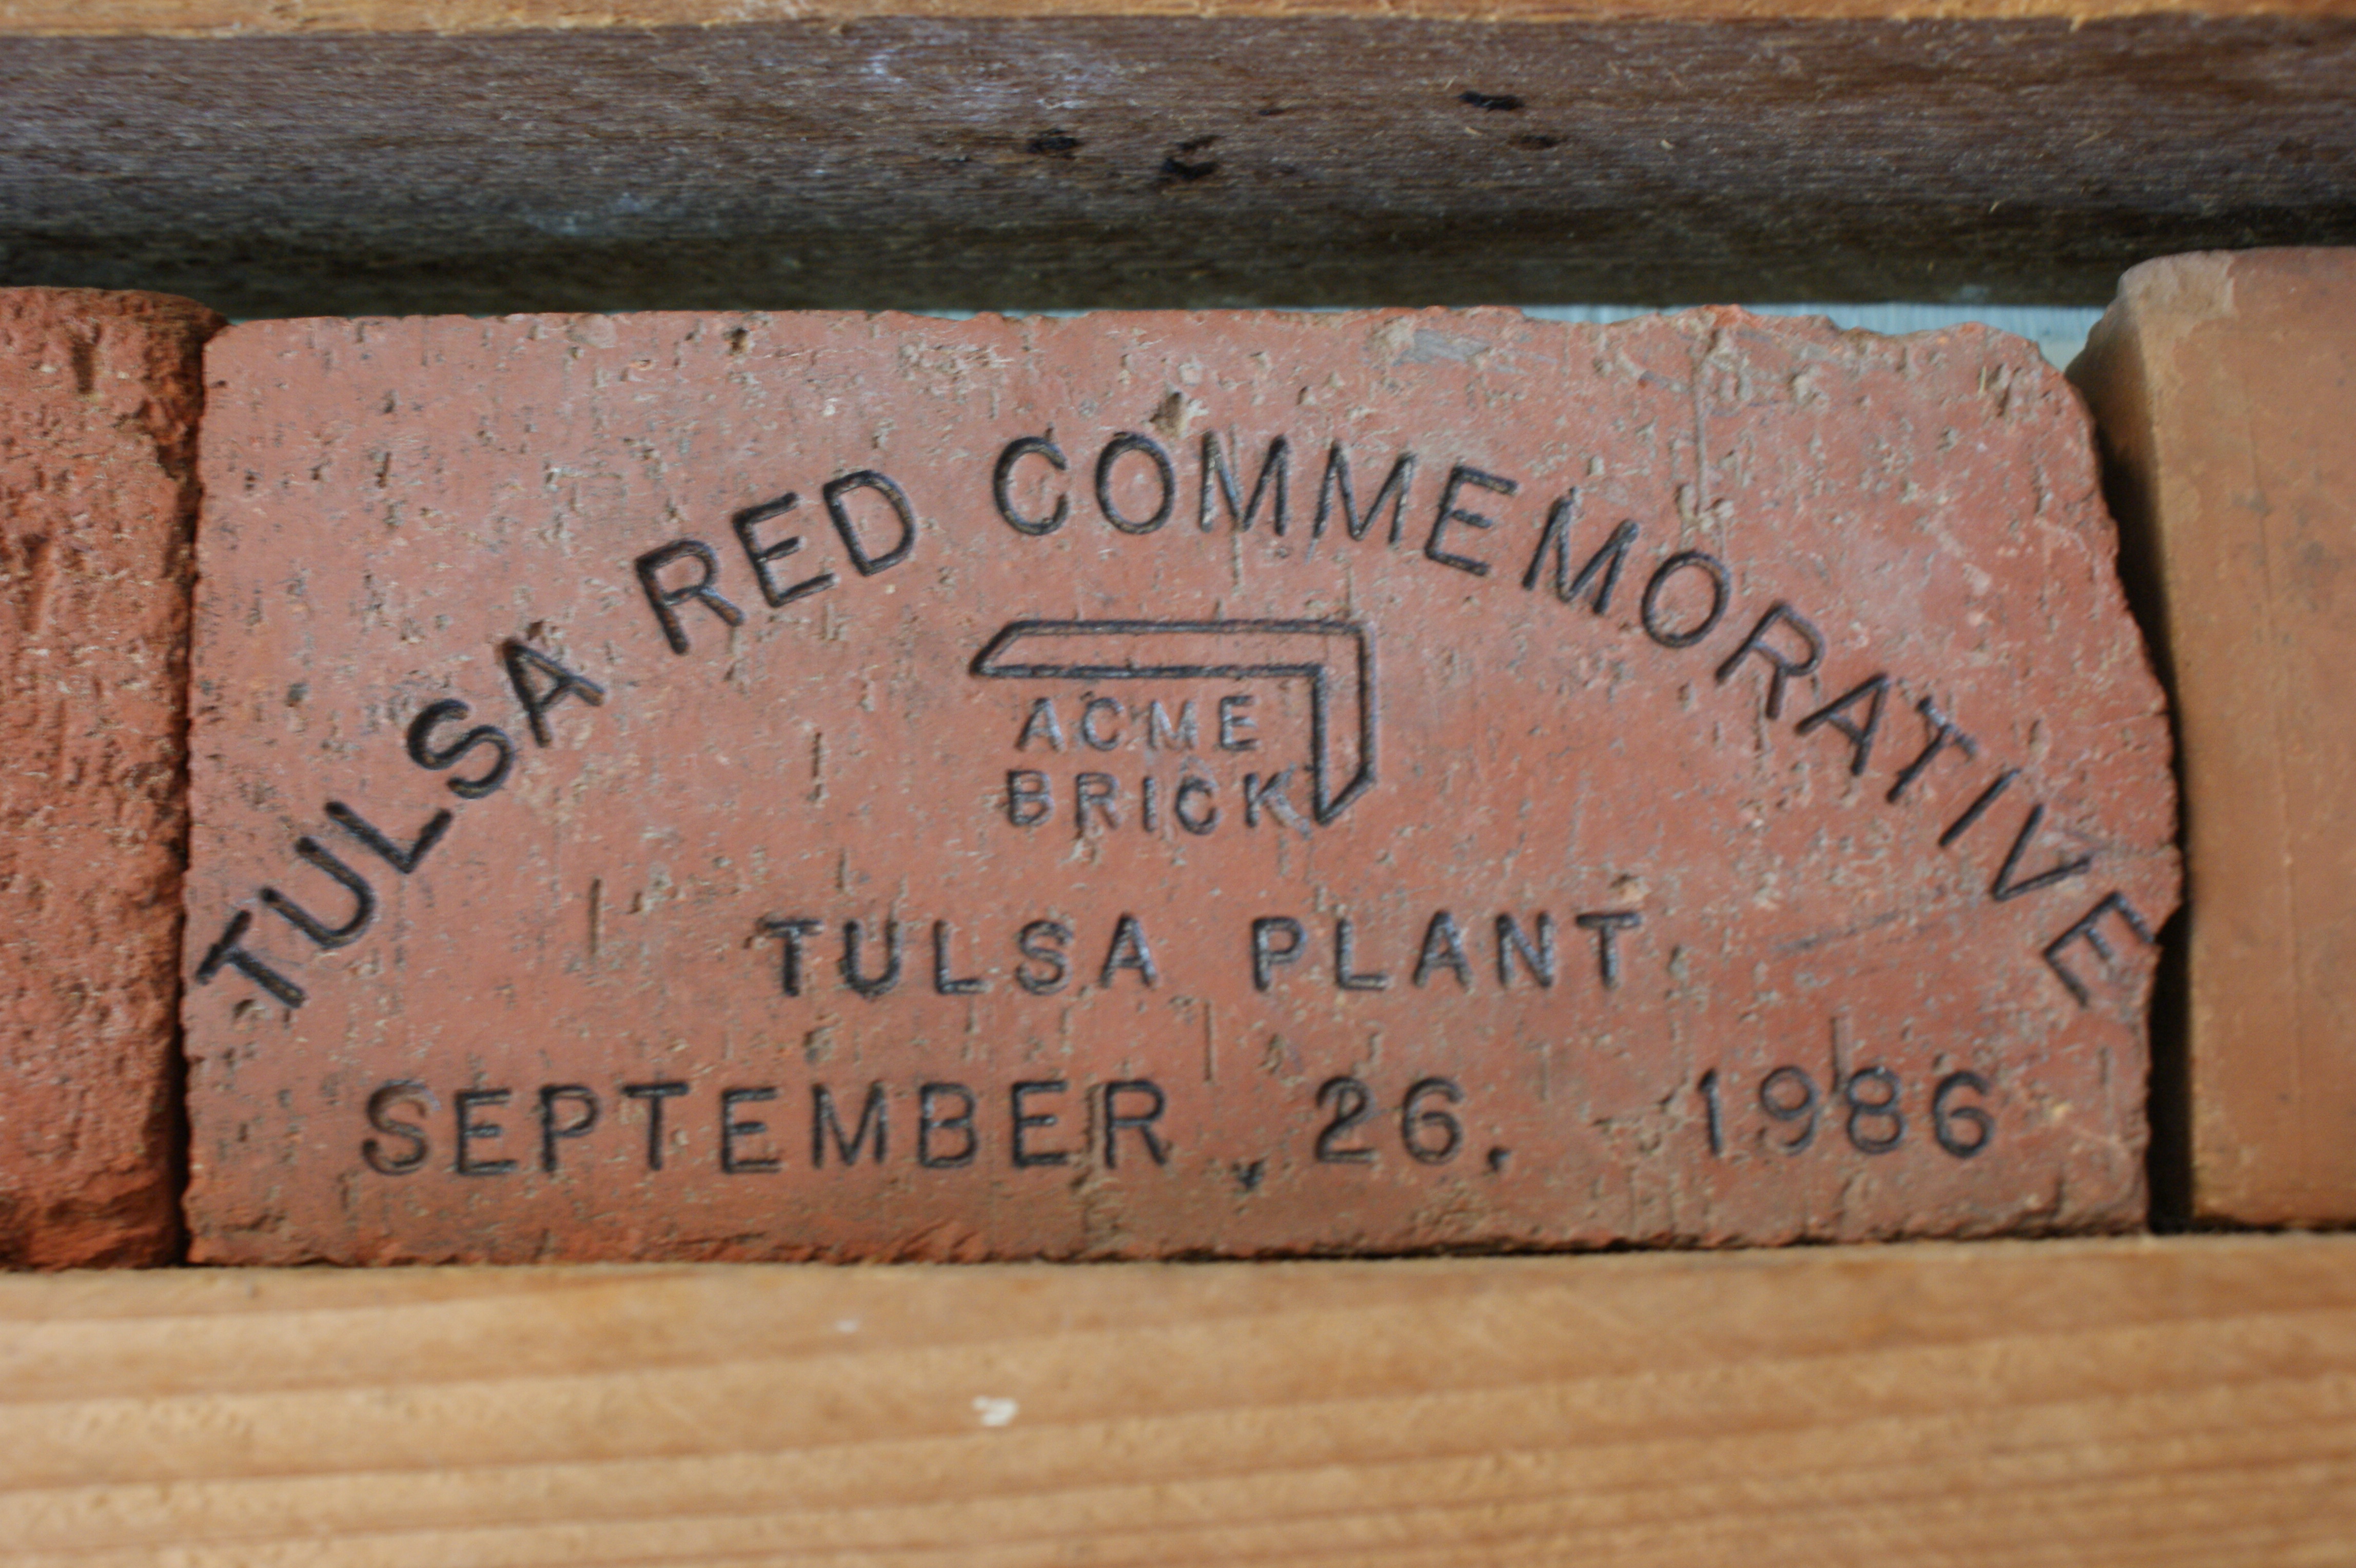 TULSA RED COMMEMORATIVE
ACME
BRICK
TULSA PLANT
SEPTEMBER 26, 1986